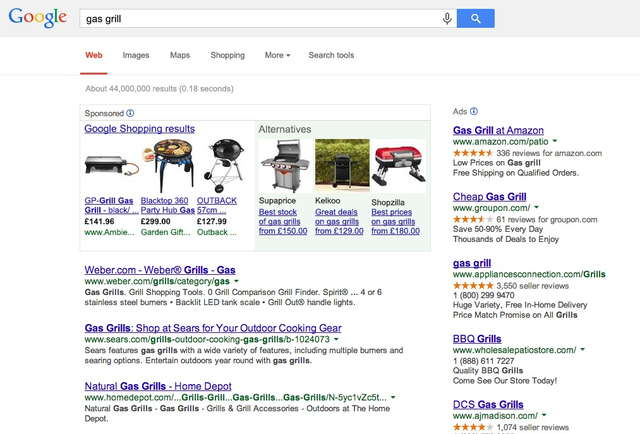 Google
gas grill
Web Images Maps Shopping More Search tools
About 44,000,000 results (0.18 seconds)
Sponsored
Google Shopping results
GP-Grill Gas
Grill - black/ ...
£141.96
www.Ambie...
Blacktop 360
Party Hub Gas
£299.00
Garden Gift...
OUTBACK
57cm ...
£127.99
Outback ...
Alternatives
Supaprice
Best stock
of gas grills
from £150.00
Kelkoo
Great deals
on gas grills
from £129.00
Shopzilla
Best prices
on gas grills
from £180.00
Weber.com - Weber® Grills - Gas
www.weber.com/grills/category/gas
Gas Grills. Grill Shopping Tools. 0 Grill Comparison Grill Finder. Spirit® ... 4 or 6
stainless steel burners • Backlit LED tank scale • Grill Out® handle lights.
Gas Grills: Shop at Sears for Your Outdoor Cooking Gear
www.sears.com/grills-outdoor-cooking-gas-grills/b-1024073
Sears features gas grills with a wide variety of features, including multiple burners and
searing options. Entertain outdoors year round with gas grills.
Natural Gas Grills - Home Depot
www.homedepot.com/...Grills-Grill...Gas-Grills...Gas-Grills/N-5yc1vZc5t...
Natural Gas Grills - Gas Grills - Grills & Grill Accessories - Outdoors at The Home
Depot.
Ads
Gas Grill at Amazon
www.amazon.com/patio
336 reviews for amazon.com
Low Prices on Gas grill
Free Shipping on Qualified Orders.
Cheap Gas Grill
www.groupon.com/
61 reviews for groupon.com
Save 50-90% Every Day
Thousands of Deals to Enjoy
gas grill
www.appliancesconnection.com/Grills
3,550 seller reviews
1 (800) 299 9470
Huge Variety, Free In-Home Delivery
Price Match Promise on All Grills
BBQ Grills
www.wholesalepatiostore.com/
1 (888) 611 7227
Quality BBQ Grills
Come See Our Store Today!
DCS Gas Grills
www.ajmadison.com/
1,074 seller reviews